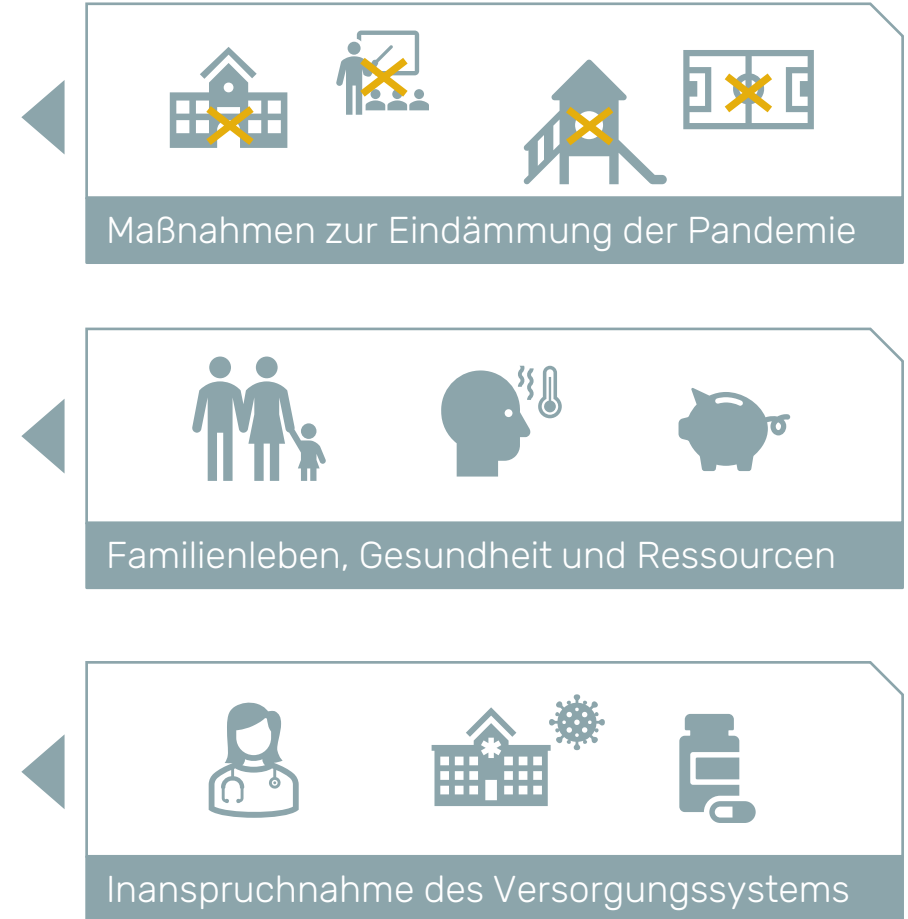 Maßnahmen zur Eindämmung der Pandemie
Familienleben, Gesundheit und Ressourcen
Inanspruchnahme des Versorgungssystems